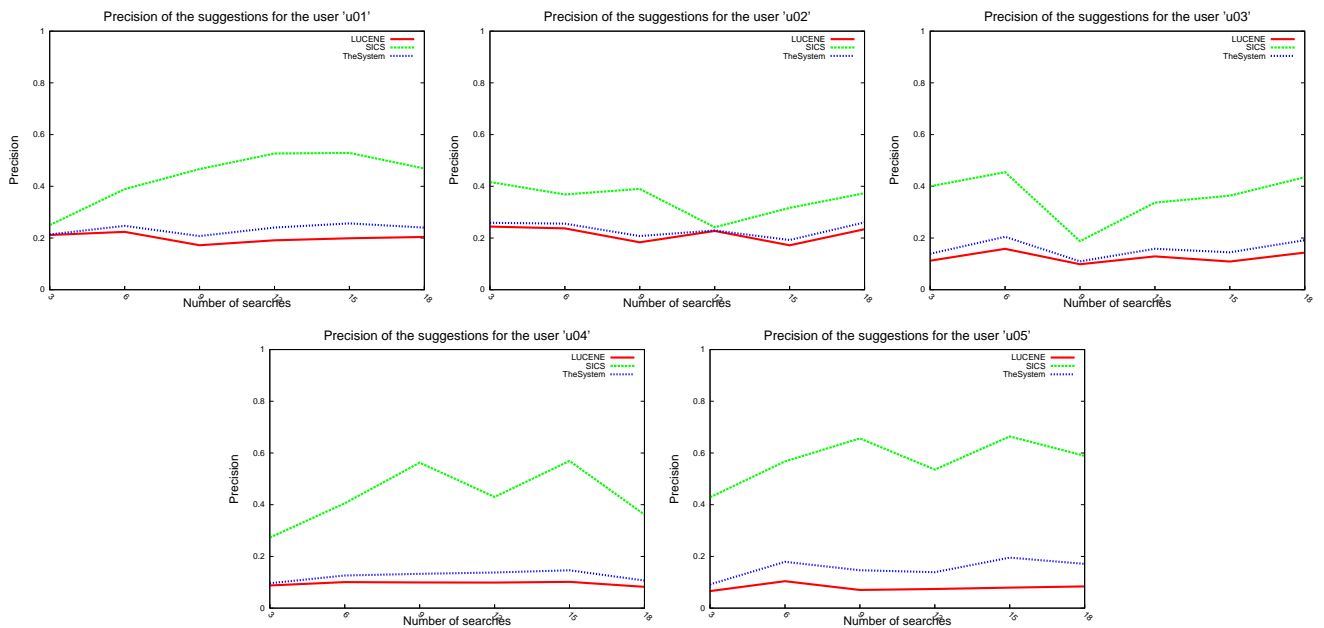 Precision of the suggestions for the user 'u01'
Precision
1
0.8
0.6
0.4
0.2
0
LUCENE
SICS
TheSystem
3
6
9
12
15
18
Number of searches
Precision of the suggestions for the user 'u02'
Precision
1
0.8
0.6
0.4
0.2
0
LUCENE
SICS
TheSystem
3
6
9
12
15
18
Number of searches
Precision of the suggestions for the user 'u03'
Precision
1
0.8
0.6
0.4
0.2
0
LUCENE
SICS
TheSystem
3
6
9
12
15
18
Number of searches
Precision of the suggestions for the user 'u04'
Precision
1
0.8
0.6
0.4
0.2
0
LUCENE
SICS
TheSystem
3
6
9
12
15
18
Number of searches
Precision of the suggestions for the user 'u05'
Precision
1
0.8
0.6
0.4
0.2
0
LUCENE
SICS
TheSystem
3
6
9
12
15
18
Number of searches